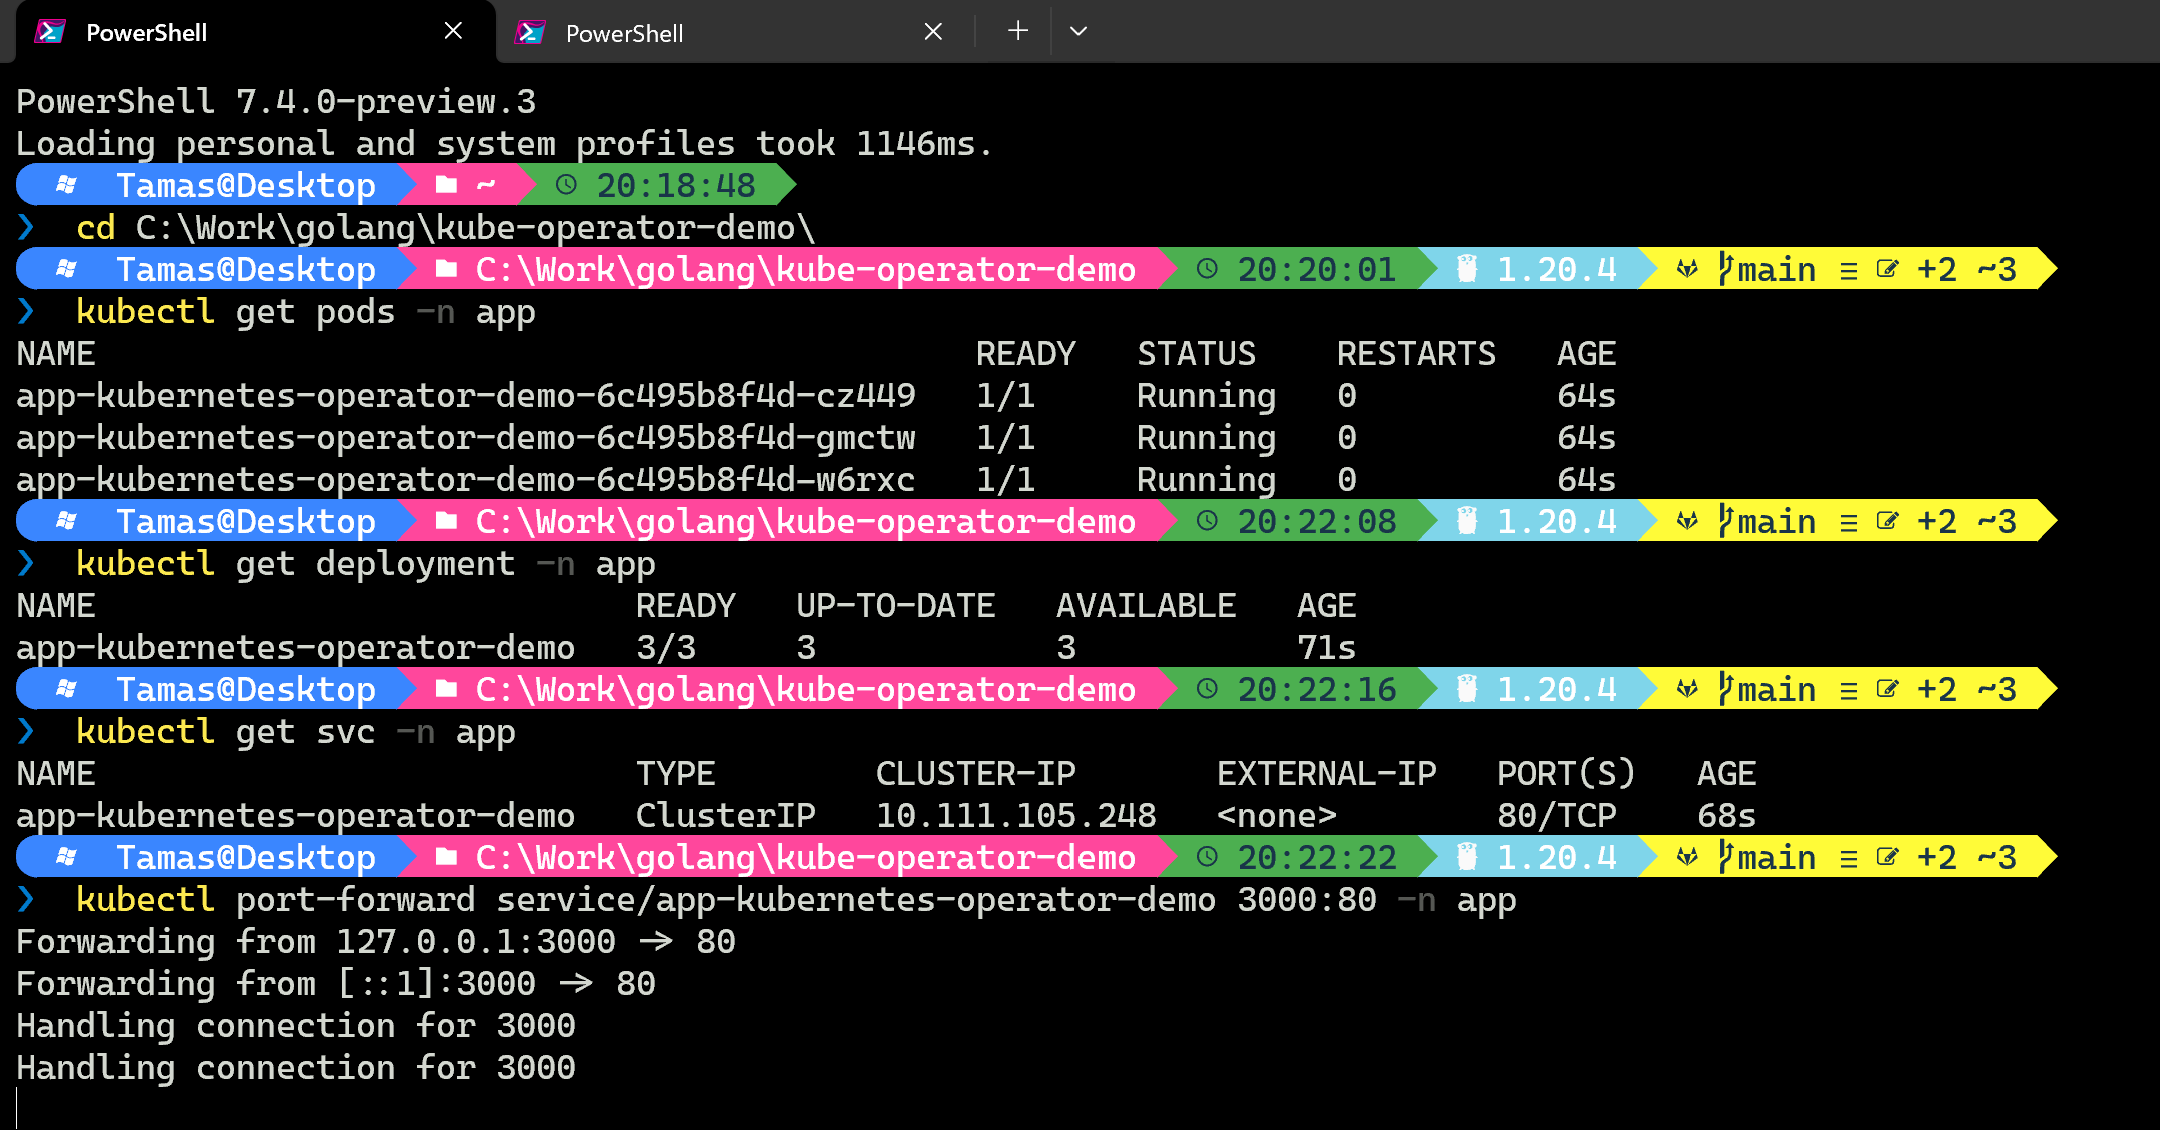 PowerShell PowerShell
PowerShell 7.4.0-preview.3
Loading personal and system profiles took 1146ms.
Tamas@Desktop ~ 20:18:48
❯ cd C:\Work\golang\kube-operator-demo\
Tamas@Desktop C:\Work\golang\kube-operator-demo 20:20:01 1.20.4 main ≡ +2 ~3
❯ kubectl get pods -n app
NAME READY STATUS RESTARTS AGE
app-kubernetes-operator-demo-6c495b8f4d-cz449 1/1 Running 0 64s
app-kubernetes-operator-demo-6c495b8f4d-gmctw 1/1 Running 0 64s
app-kubernetes-operator-demo-6c495b8f4d-w6rxc 1/1 Running 0 64s
Tamas@Desktop C:\Work\golang\kube-operator-demo 20:22:08 1.20.4 main ≡ +2 ~3
❯ kubectl get deployment -n app
NAME READY UP-TO-DATE AVAILABLE AGE
app-kubernetes-operator-demo 3/3 3 3 71s
Tamas@Desktop C:\Work\golang\kube-operator-demo 20:22:16 1.20.4 main ≡ +2 ~3
❯ kubectl get svc -n app
NAME TYPE CLUSTER-IP EXTERNAL-IP PORT(S) AGE
app-kubernetes-operator-demo ClusterIP 10.111.105.248 <none> 80/TCP 68s
Tamas@Desktop C:\Work\golang\kube-operator-demo 20:22:22 1.20.4 main ≡ +2 ~3
❯ kubectl port-forward service/app-kubernetes-operator-demo 3000:80 -n app
Forwarding from 127.0.0.1:3000 -> 80
Forwarding from [::1]:3000 -> 80
Handling connection for 3000
Handling connection for 3000